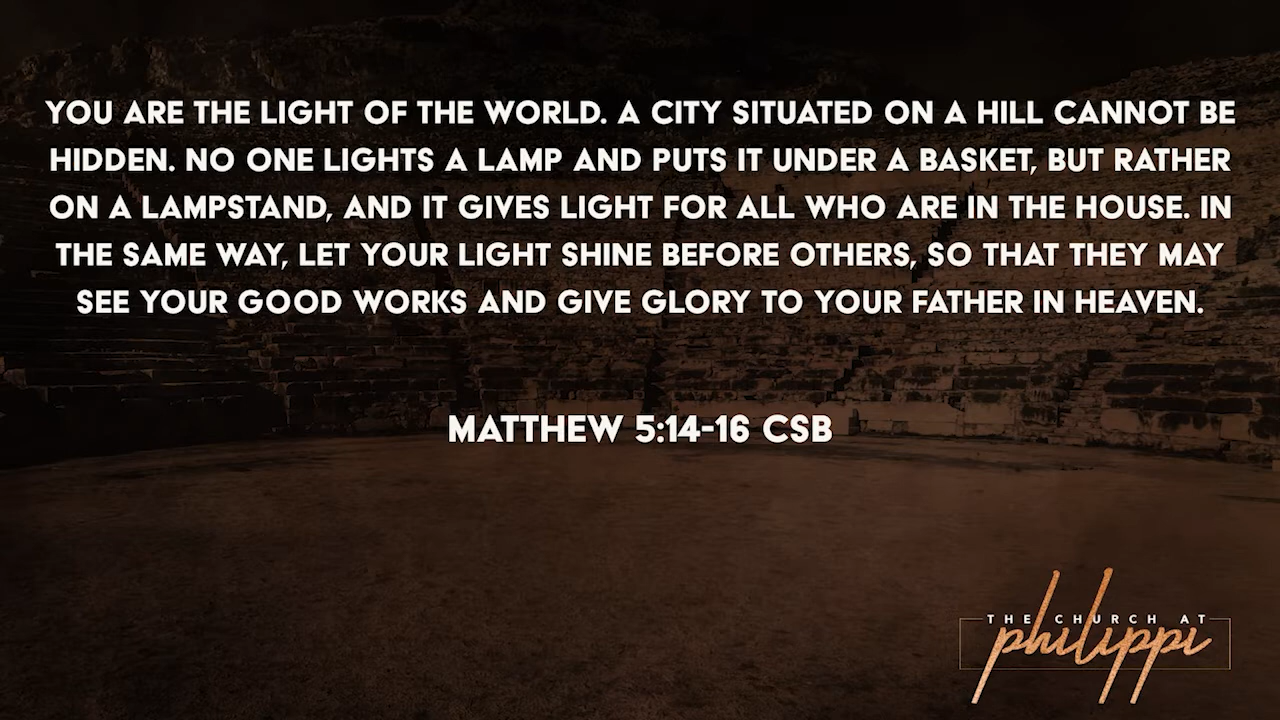 YOU ARE THE LIGHT OF THE WORLD. A CITY SITUATED ON A HILL CANNOT BE
HIDDEN. NO ONE LIGHTS A LAMP AND PUTS IT UNDER A BASKET, BUT RATHER
ON A LAMPSTAND, AND IT GIVES LIGHT FOR ALL WHO ARE IN THE HOUSE. IN
THE SAME WAY, LET YOUR LIGHT SHINE BEFORE OTHERS, SO THAT THEY MAY
SEE YOUR GOOD WORKS AND GIVE GLORY TO YOUR FATHER IN HEAVEN.
MATTHEW 5:14-16 CSB
THE CHURCH AT
philippi